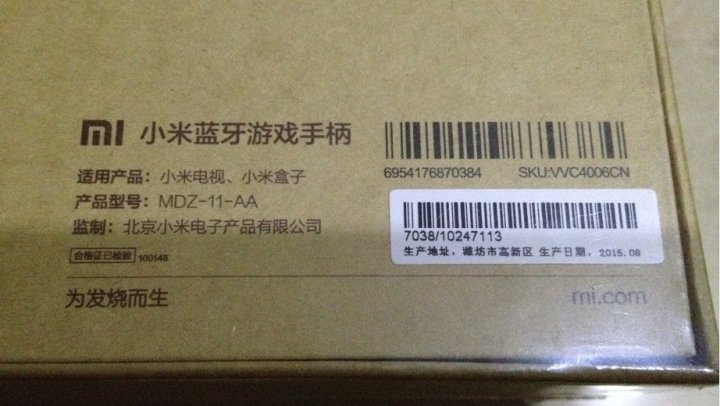 mi 小米蓝牙游戏手柄
适用产品：小米电视、小米盒子
产品型号：MDZ-11-AA
监制：北京小米电子产品有限公司
合格证已检验 100148
6954176870384 SKU:VVC4006CN
7038/10247113
生产地址：潍坊市高新区 生产日期：2015.08
为发烧而生
mi.com